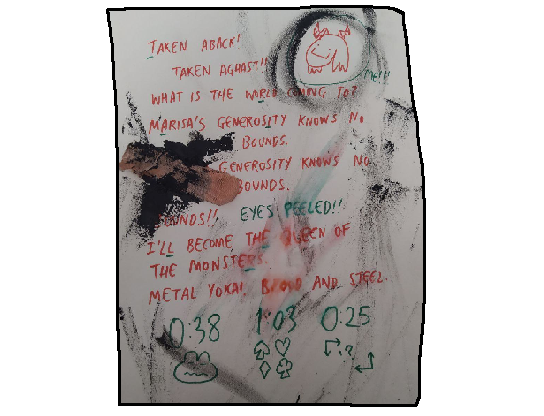 TAKEN ABACK!
TAKEN AGHAST!!
ME!!!
WHAT IS THE WORLD COMING TO?
MARISA'S GENEROSITY KNOWS NO
BOUNDS.
GENEROSITY KNOWS NO
BOUNDS.
EYES PEELED!!
I'LL BECOME THE QUEEN OF
THE MONSTERS.
METAL YOKAI BLOOD AND STEEL.
0:38 1:03 0:25